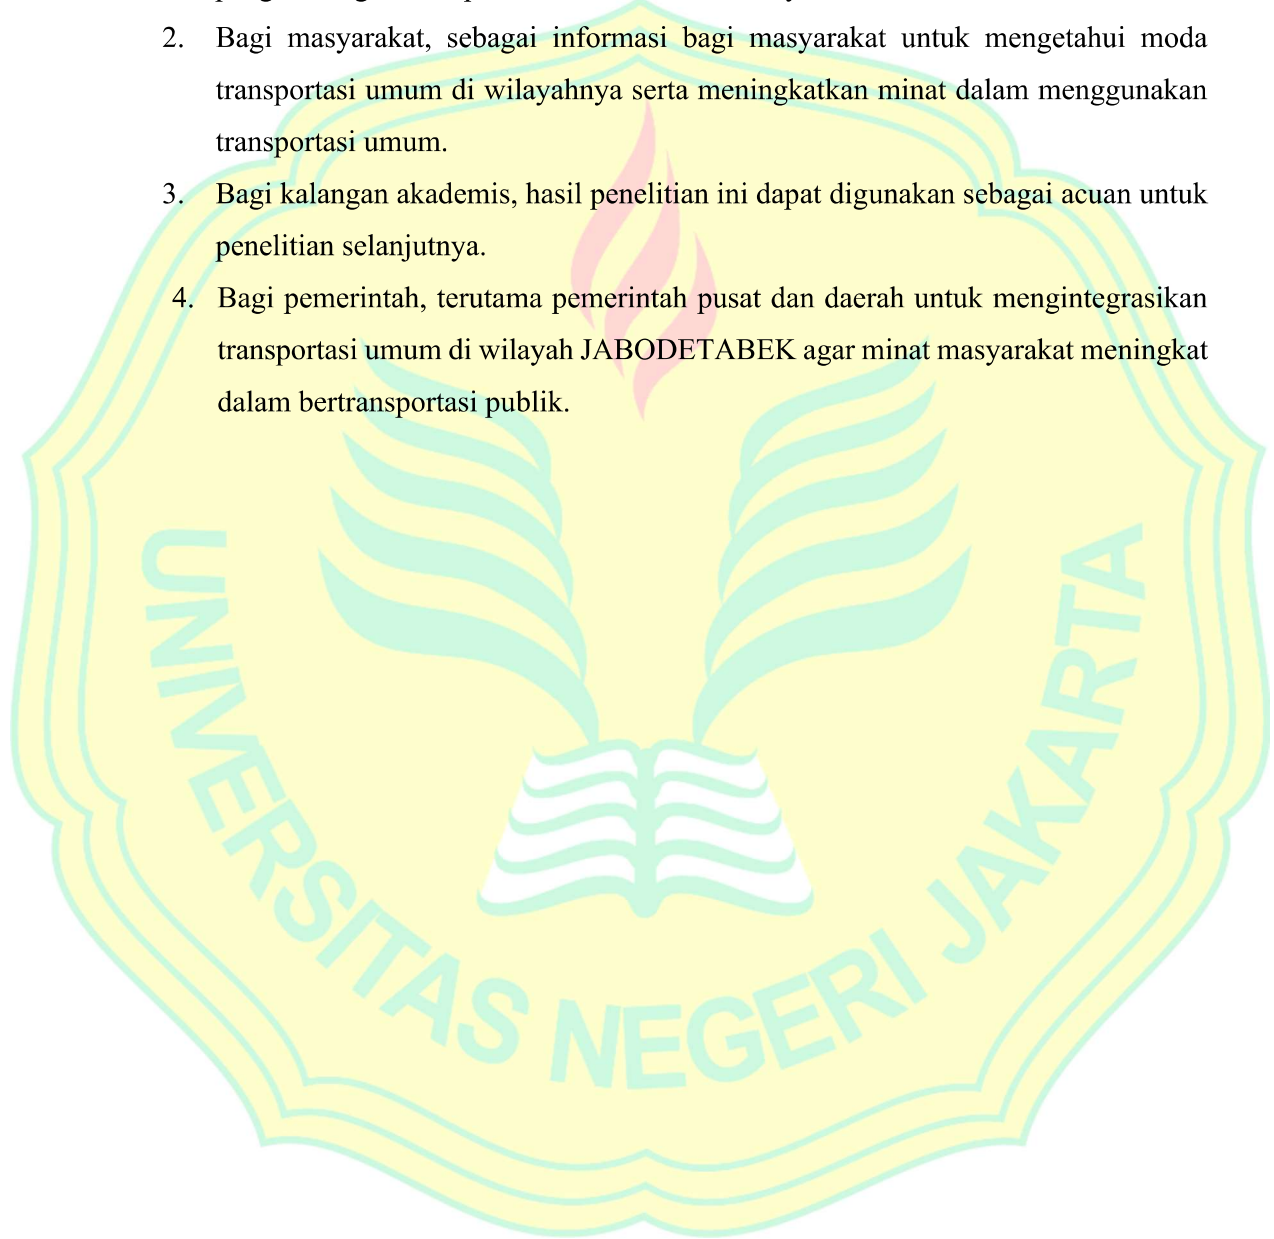 2. Bagi masyarakat, sebagai informasi bagi masyarakat untuk mengetahui moda
transportasi umum di wilayahnya serta meningkatkan minat dalam menggunakan
transportasi umum.
3. Bagi kalangan akademis, hasil penelitian ini dapat digunakan sebagai acuan untuk
penelitian selanjutnya.
4. Bagi pemerintah, terutama pemerintah pusat dan daerah untuk mengintegrasikan
transportasi umum di wilayah JABODETABEK agar minat masyarakat meningkat
dalam bertransportasi publik.
UNIVERSITAS NEGERI JAKARTA